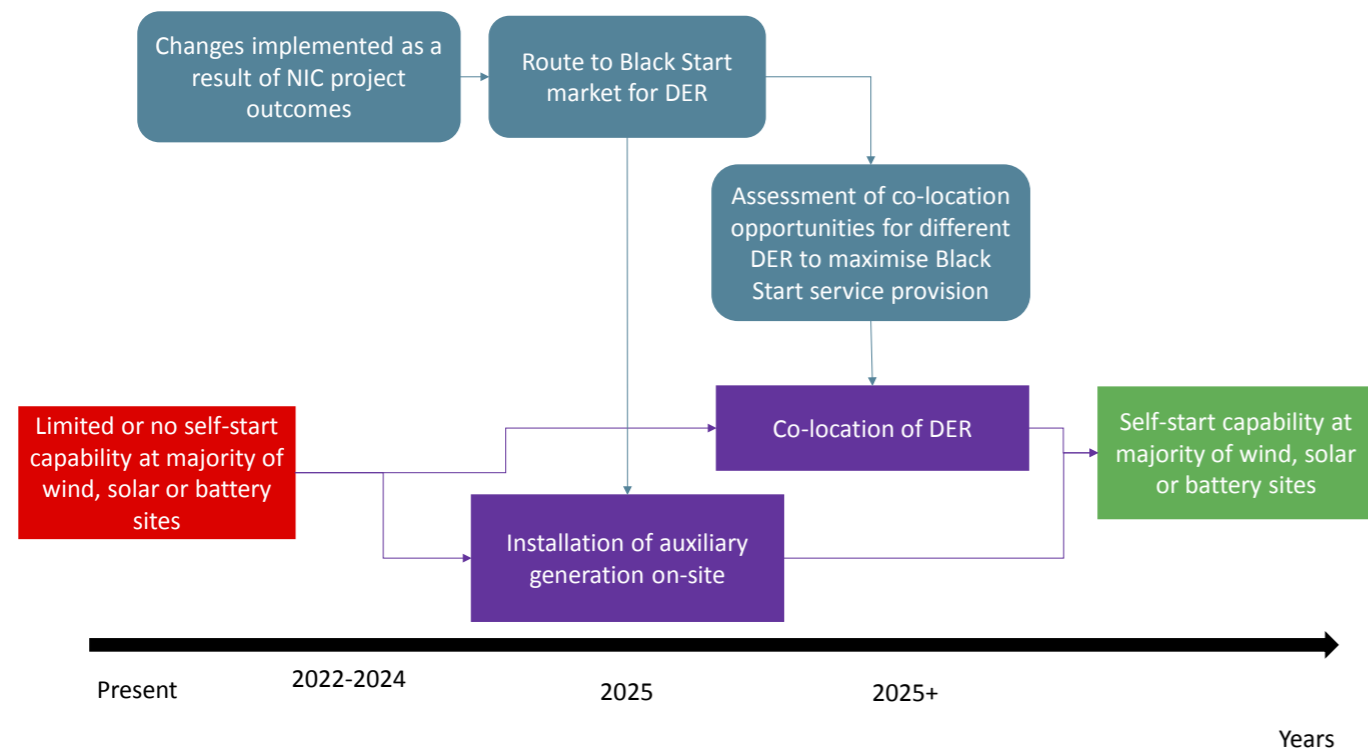 Changes implemented as a
result of NIC project
outcomes
Route to Black Start
market for DER
Assessment of co-location
opportunities for different
DER to maximise Black
Start service provision
Limited or no self-start
capability at majority of
wind, solar or battery
sites
Co-location of DER
Self-start capability at
majority of wind, solar
or battery sites
Installation of auxiliary
generation on-site
Present
2022-2024
2025
2025+
Years